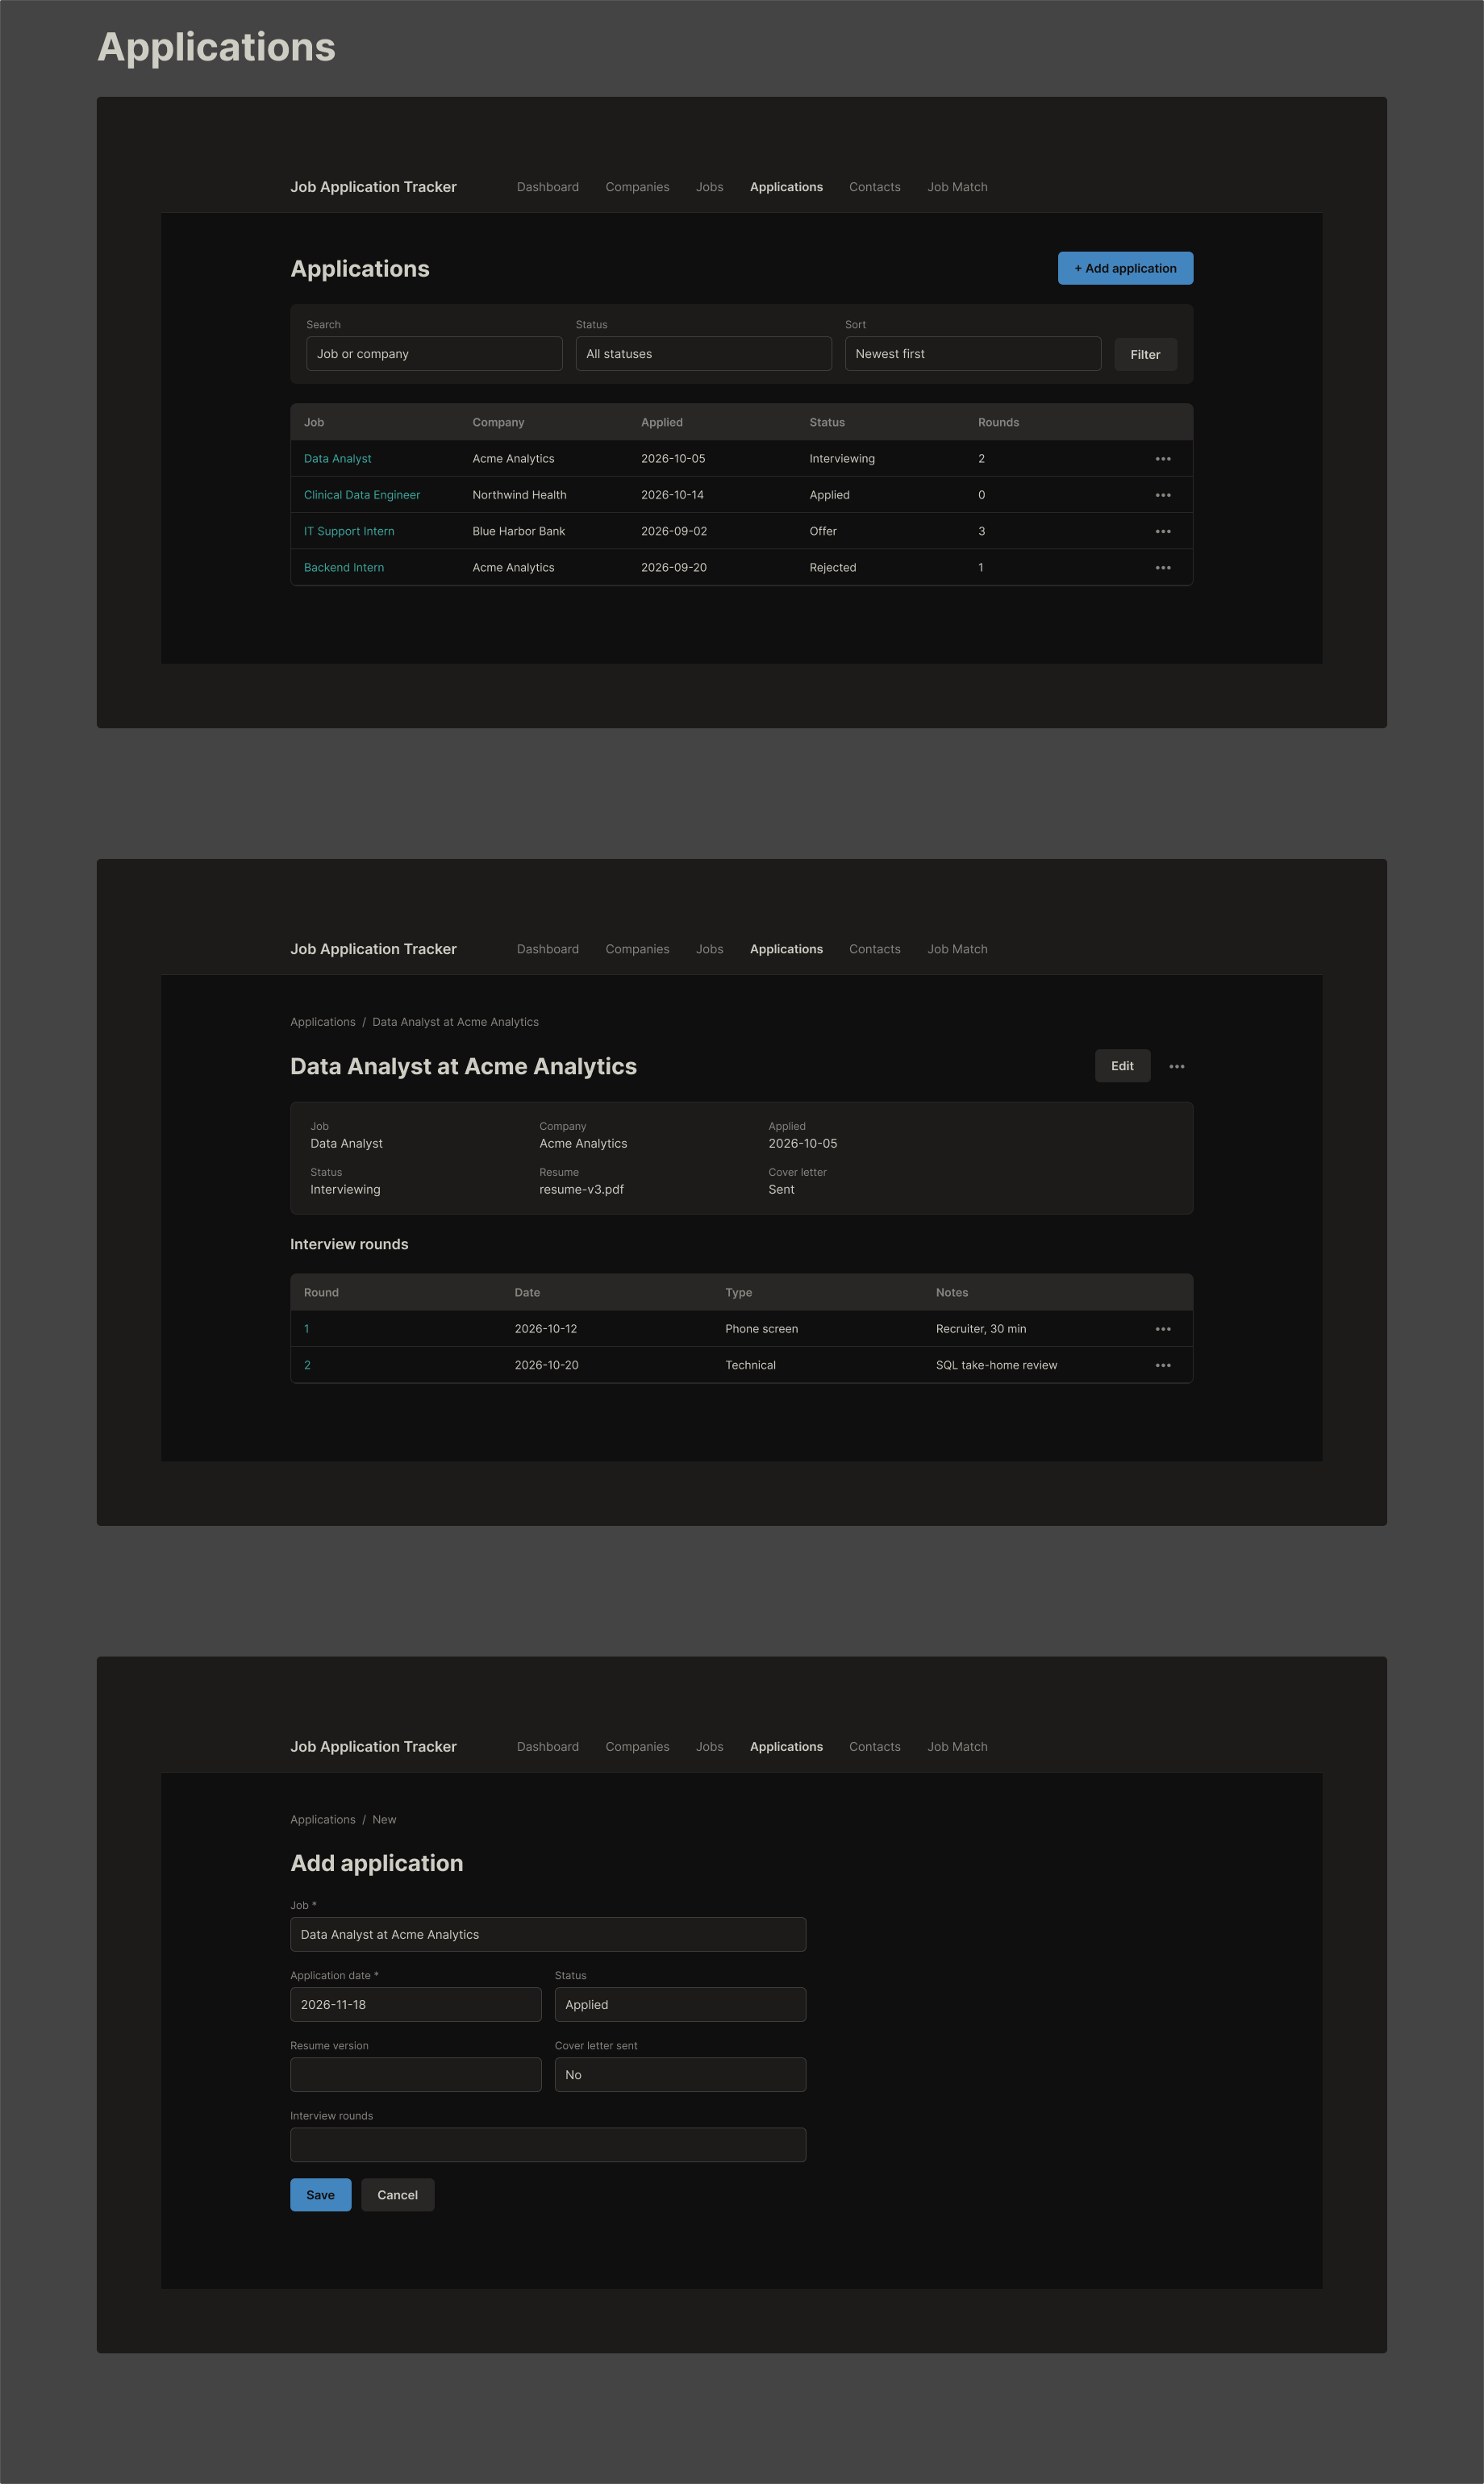 Applications
Job Application Tracker Dashboard Companies Jobs Applications Contacts Job Match
Applications + Add application
Search Status Sort
Job or company All statuses Newest first Filter
Job Company Applied Status Rounds
Data Analyst Acme Analytics 2026-10-05 Interviewing 2 •••
Clinical Data Engineer Northwind Health 2026-10-14 Applied 0 •••
IT Support Intern Blue Harbor Bank 2026-09-02 Offer 3 •••
Backend Intern Acme Analytics 2026-09-20 Rejected 1 •••
Job Application Tracker Dashboard Companies Jobs Applications Contacts Job Match
Applications / Data Analyst at Acme Analytics
Data Analyst at Acme Analytics Edit •••
Job Company Applied
Data Analyst Acme Analytics 2026-10-05
Status Resume Cover letter
Interviewing resume-v3.pdf Sent
Interview rounds
Round Date Type Notes
1 2026-10-12 Phone screen Recruiter, 30 min •••
2 2026-10-20 Technical SQL take-home review •••
Job Application Tracker Dashboard Companies Jobs Applications Contacts Job Match
Applications / New
Add application
Job *
Data Analyst at Acme Analytics
Application date * Status
2026-11-18 Applied
Resume version Cover letter sent
No
Interview rounds
Save Cancel